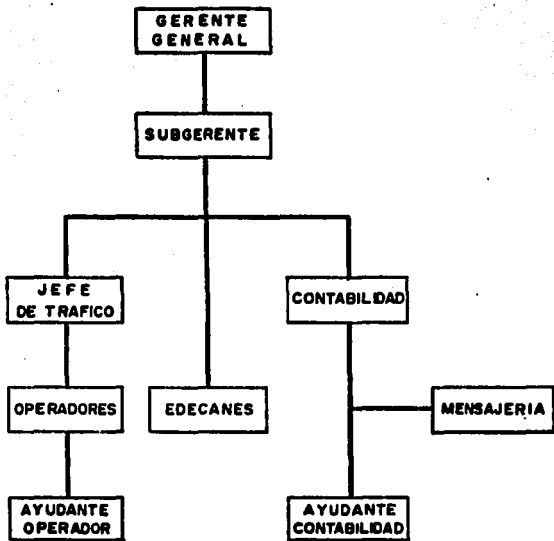 GERENTE
GENERAL
SUBGERENTE
JEFE
DE TRAFICO
CONTABILIDAD
OPERADORES
EDECANES
MENSAJERIA
AYUDANTE
OPERADOR
AYUDANTE
CONTABILIDAD